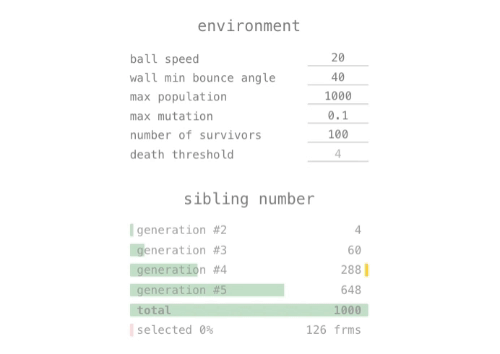 environment
ball speed 20
wall min bounce angle 40
max population 1000
max mutation 0.1
number of survivors 100
death threshold 4
sibling number
generation #2 4
generation #3 60
generation #4 288
generation #5 648
total 1000
selected 0% 126 frms